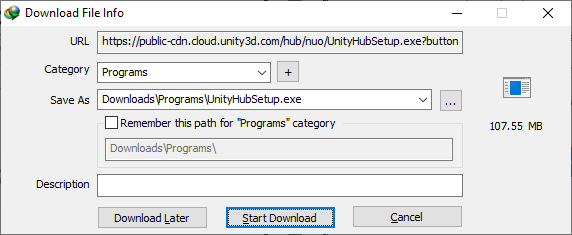 Download File Info
URL https://public-cdn.cloud.unity3d.com/hub/nuo/UnityHubSetup.exe?button
Category Programs +
Save As Downloads\Programs\UnityHubSetup.exe ...
Remember this path for "Programs" category
Downloads\Programs\
107.55 MB
Description
Download Later Start Download Cancel